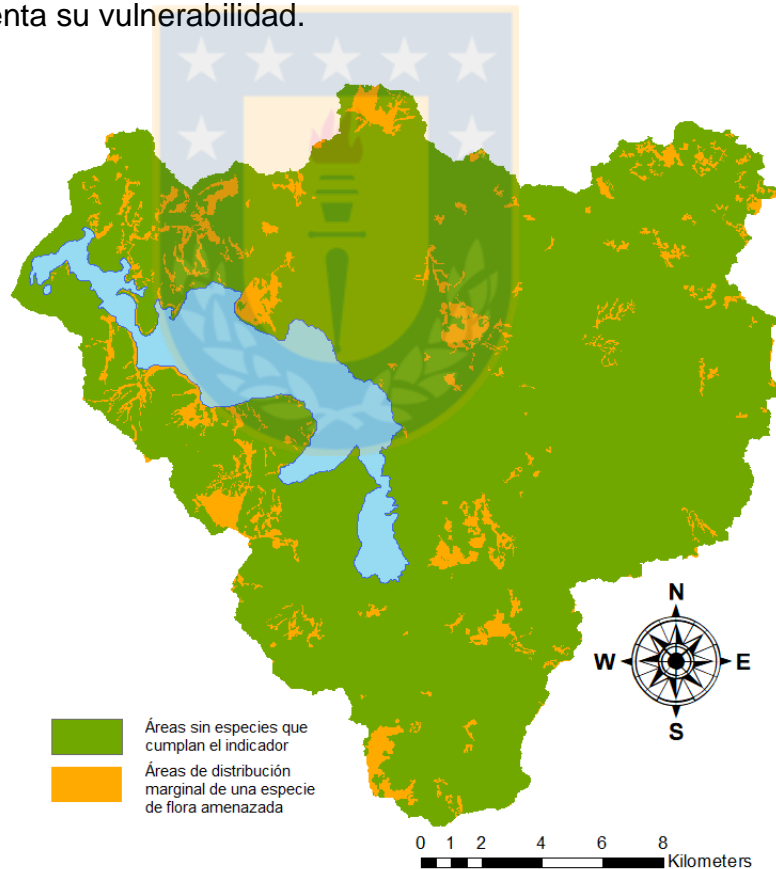 enta su vulnerabilidad.
Áreas sin especies que
cumplan el indicador
Áreas de distribución
marginal de una especie
de flora amenazada
N
W E
S
0 1 2 4 6 8
Kilometers